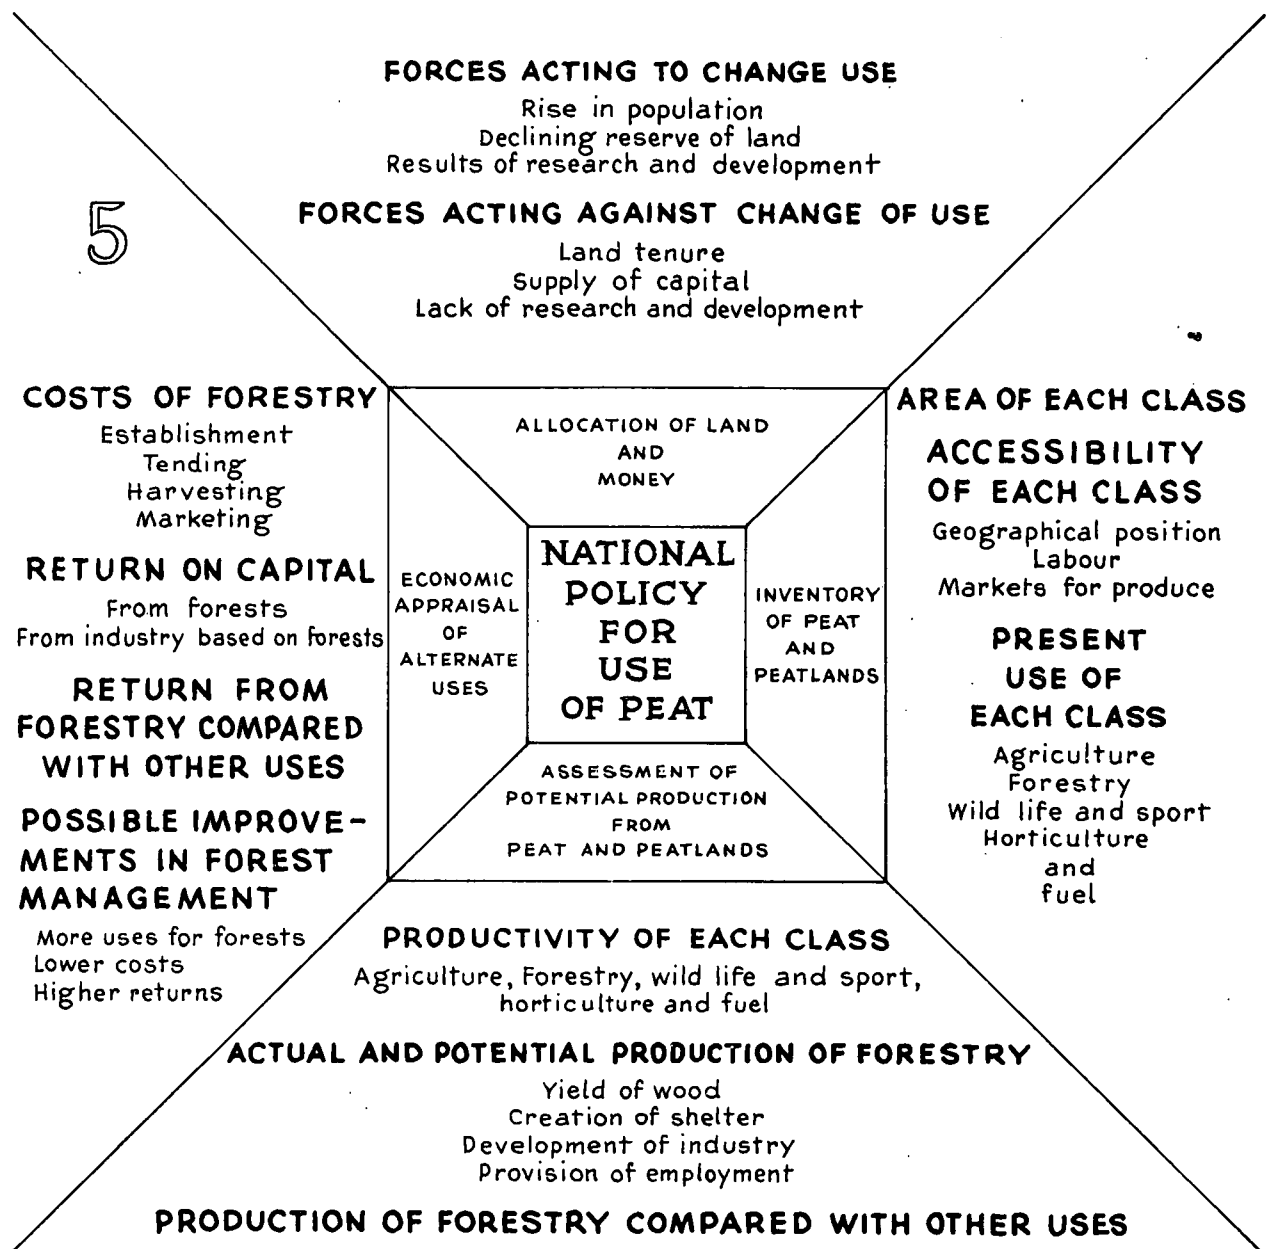 FORCES ACTING TO CHANGE USE
Rise in population
Declining reserve of land
Results of research and development
FORCES ACTING AGAINST CHANGE OF USE
Land tenure
Supply of capital
Lack of research and development
5
COSTS OF FORESTRY
Establishment
Tending
Harvesting
Marketing
RETURN ON CAPITAL
From forests
From industry based on forests
RETURN FROM
FORESTRY COMPARED
WITH OTHER USES
POSSIBLE IMPROVE-
MENTS IN FOREST
MANAGEMENT
More uses for forests
Lower costs
Higher returns
ALLOCATION OF LAND
AND
MONEY
ECONOMIC
APPRAISAL
OF
ALTERNATE
USES
NATIONAL
POLICY
FOR
USE
OF PEAT
INVENTORY
OF PEAT
AND
PEATLANDS
ASSESSMENT OF
POTENTIAL PRODUCTION
FROM
PEAT AND PEATLANDS
AREA OF EACH CLASS
ACCESSIBILITY
OF EACH CLASS
Geographical position
Labour
Markets for produce
PRESENT
USE OF
EACH CLASS
Agriculture
Forestry
Wild life and sport
Horticulture
and
fuel
PRODUCTIVITY OF EACH CLASS
Agriculture, Forestry, wild life and sport,
horticulture and fuel
ACTUAL AND POTENTIAL PRODUCTION OF FORESTRY
Yield of wood
Creation of shelter
Development of industry
Provision of employment
PRODUCTION OF FORESTRY COMPARED WITH OTHER USES